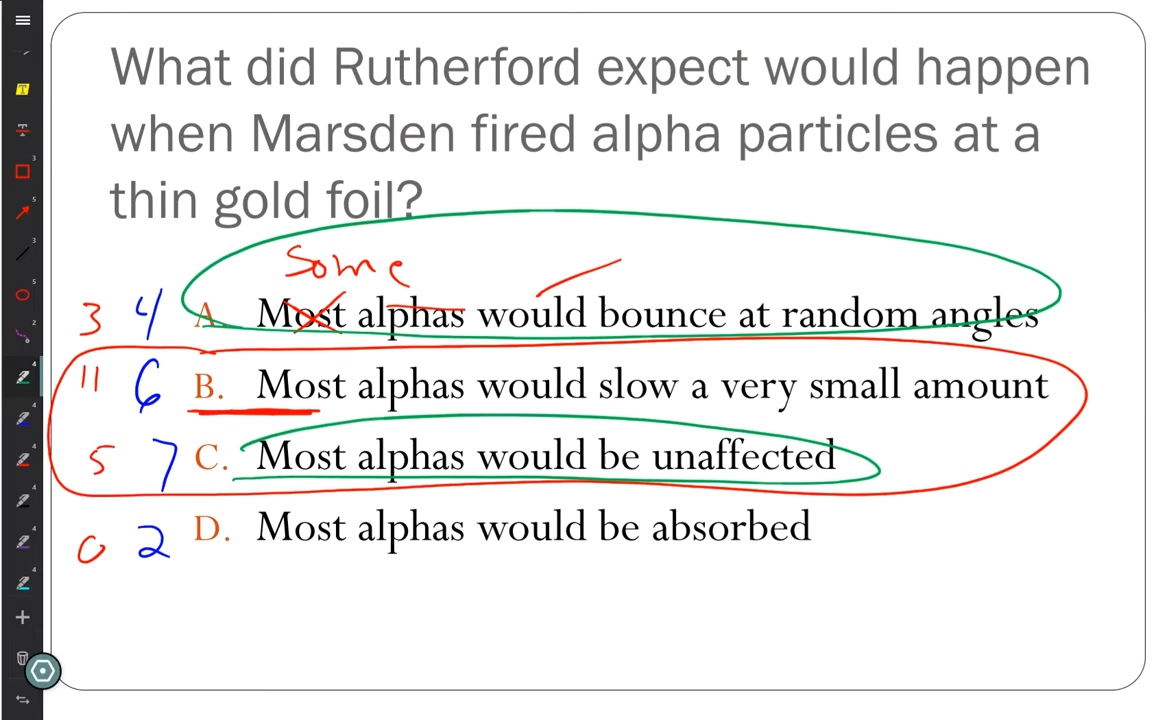 What did Rutherford expect would happen
when Marsden fired alpha particles at a
thin gold foil?
Some
3 4 A. Most alphas would bounce at random angles
11 6 B. Most alphas would slow a very small amount
5 7 C. Most alphas would be unaffected
0 2 D. Most alphas would be absorbed